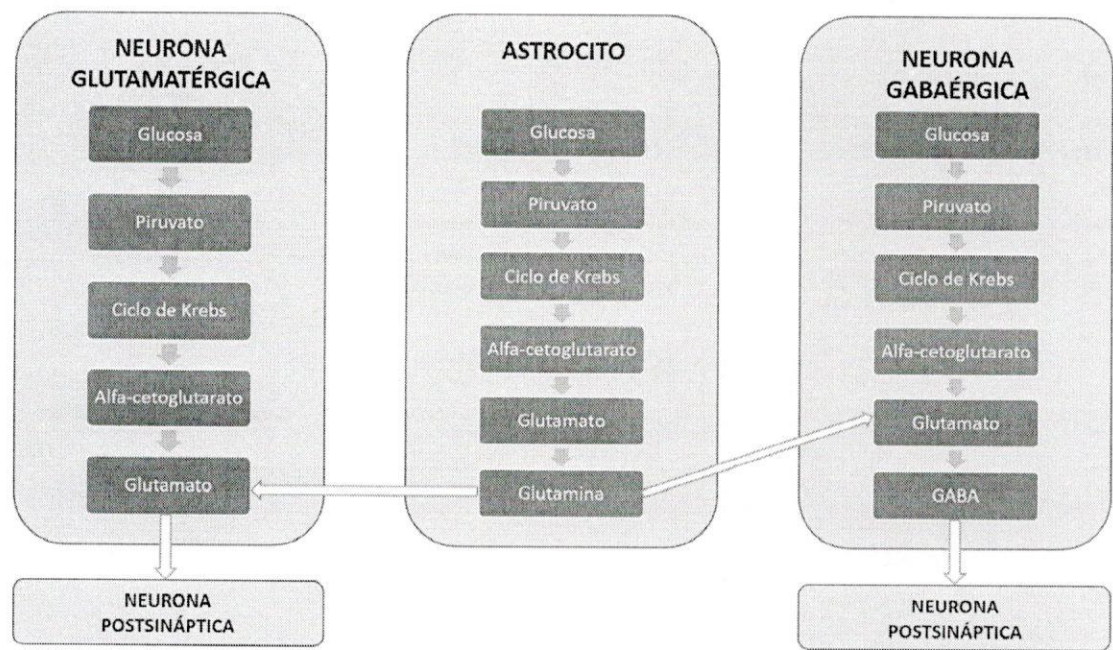 NEURONA
GLUTAMATÉRGICA
Glucosa
Piruvato
Ciclo de Krebs
Alfa-cetoglutarato
Glutamato
NEURONA
POSTSINÁPTICA
ASTROCITO
Glucosa
Piruvato
Ciclo de Krebs
Alfa-cetoglutarato
Glutamato
Glutamina
NEURONA
GABAÉRGICA
Glucosa
Piruvato
Ciclo de Krebs
Alfa-cetoglutarato
Glutamato
GABA
NEURONA
POSTSINÁPTICA